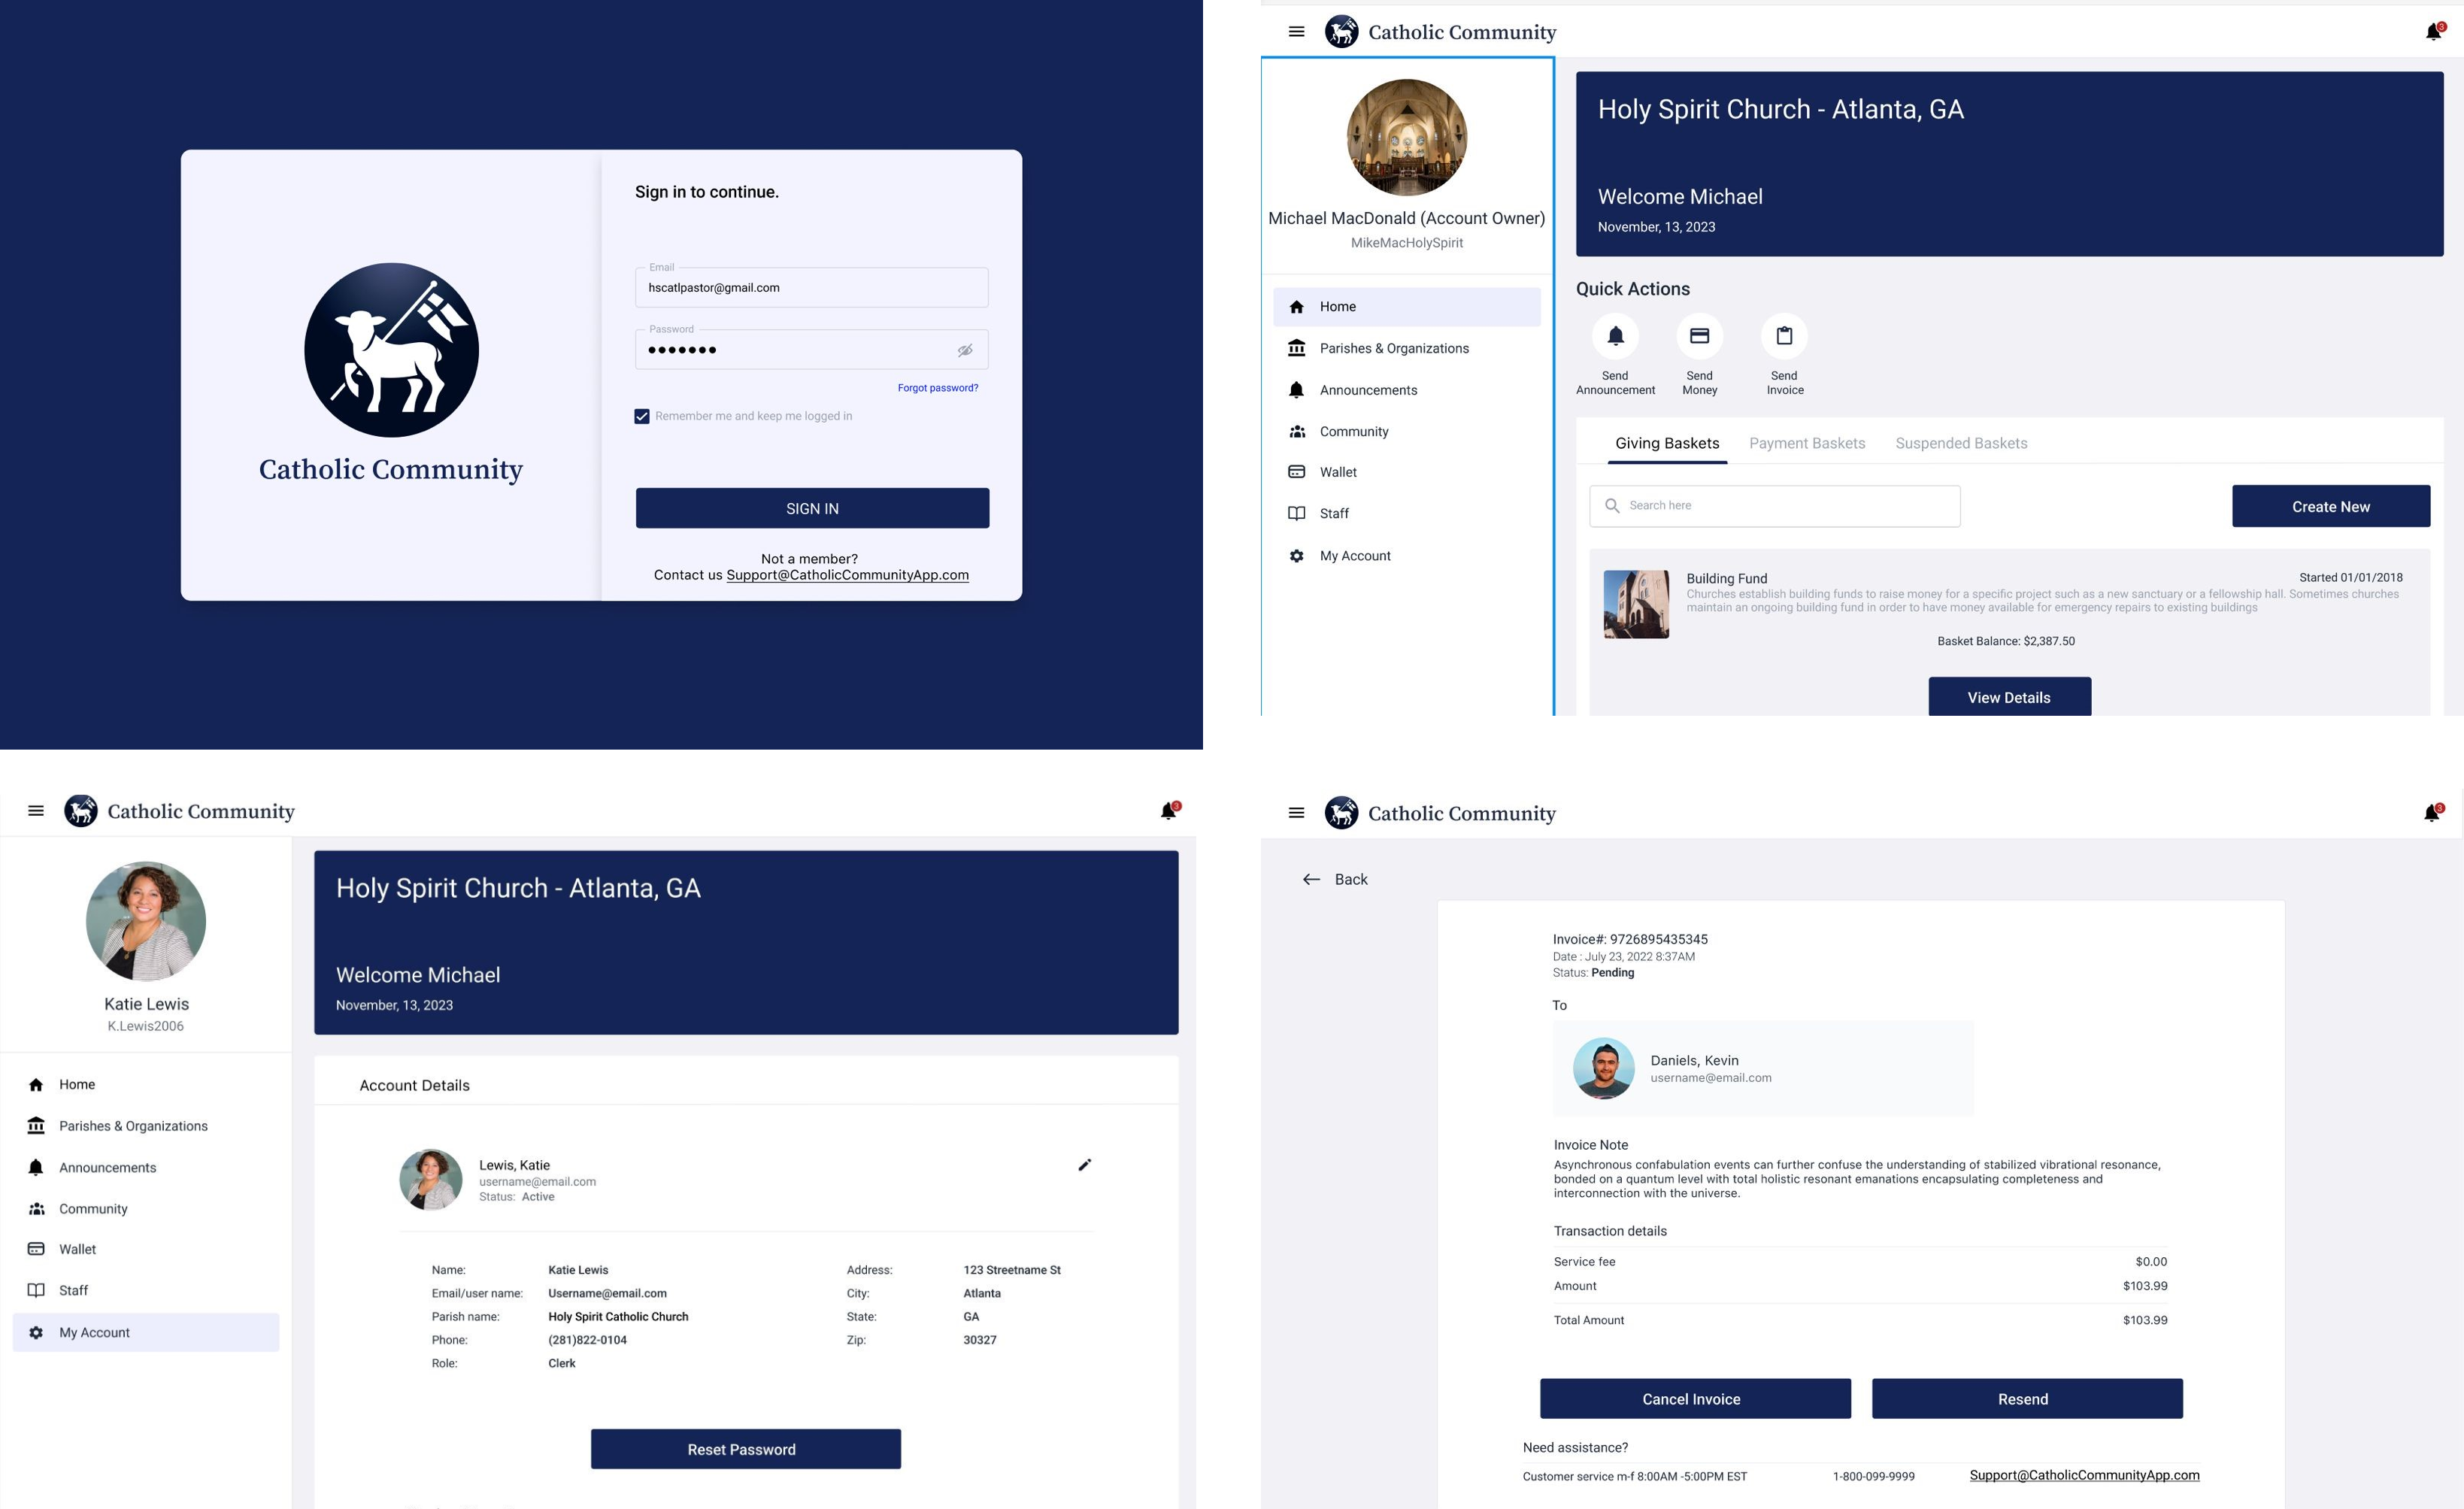 Sign in to continue.
Email
hscatlpastor@gmail.com
Password
Forgot password?
Remember me and keep me logged in
Catholic Community
SIGN IN
Not a member?
Contact us Support@CatholicCommunityApp.com
Catholic Community
3
Michael MacDonald (Account Owner)
MikeMacHolySpirit
Home
Parishes & Organizations
Announcements
Community
Wallet
Staff
My Account
Holy Spirit Church - Atlanta, GA
Welcome Michael
November, 13, 2023
Quick Actions
Send Announcement
Send Money
Send Invoice
Giving Baskets Payment Baskets Suspended Baskets
Search here
Create New
Building Fund
Started 01/01/2018
Churches establish building funds to raise money for a specific project such as a new sanctuary or a fellowship hall. Sometimes churches
maintain an ongoing building fund in order to have money available for emergency repairs to existing buildings
Basket Balance: $2,387.50
View Details
Catholic Community
3
Katie Lewis
K.Lewis2006
Home
Parishes & Organizations
Announcements
Community
Wallet
Staff
My Account
Holy Spirit Church - Atlanta, GA
Welcome Michael
November, 13, 2023
Account Details
Lewis, Katie
username@email.com
Status: Active
Name: Katie Lewis
Email/user name: Username@email.com
Parish name: Holy Spirit Catholic Church
Phone: (281)822-0104
Role: Clerk
Address: 123 Streetname St
City: Atlanta
State: GA
Zip: 30327
Reset Password
Catholic Community
3
Back
Invoice#: 9726895435345
Date : July 23, 2022 8:37AM
Status: Pending
To
Daniels, Kevin
username@email.com
Invoice Note
Asynchronous confabulation events can further confuse the understanding of stabilized vibrational resonance,
bonded on a quantum level with total holistic resonant emanations encapsulating completeness and
interconnection with the universe.
Transaction details
Service fee $0.00
Amount $103.99
Total Amount $103.99
Cancel Invoice
Resend
Need assistance?
Customer service m-f 8:00AM -5:00PM EST 1-800-099-9999 Support@CatholicCommunityApp.com